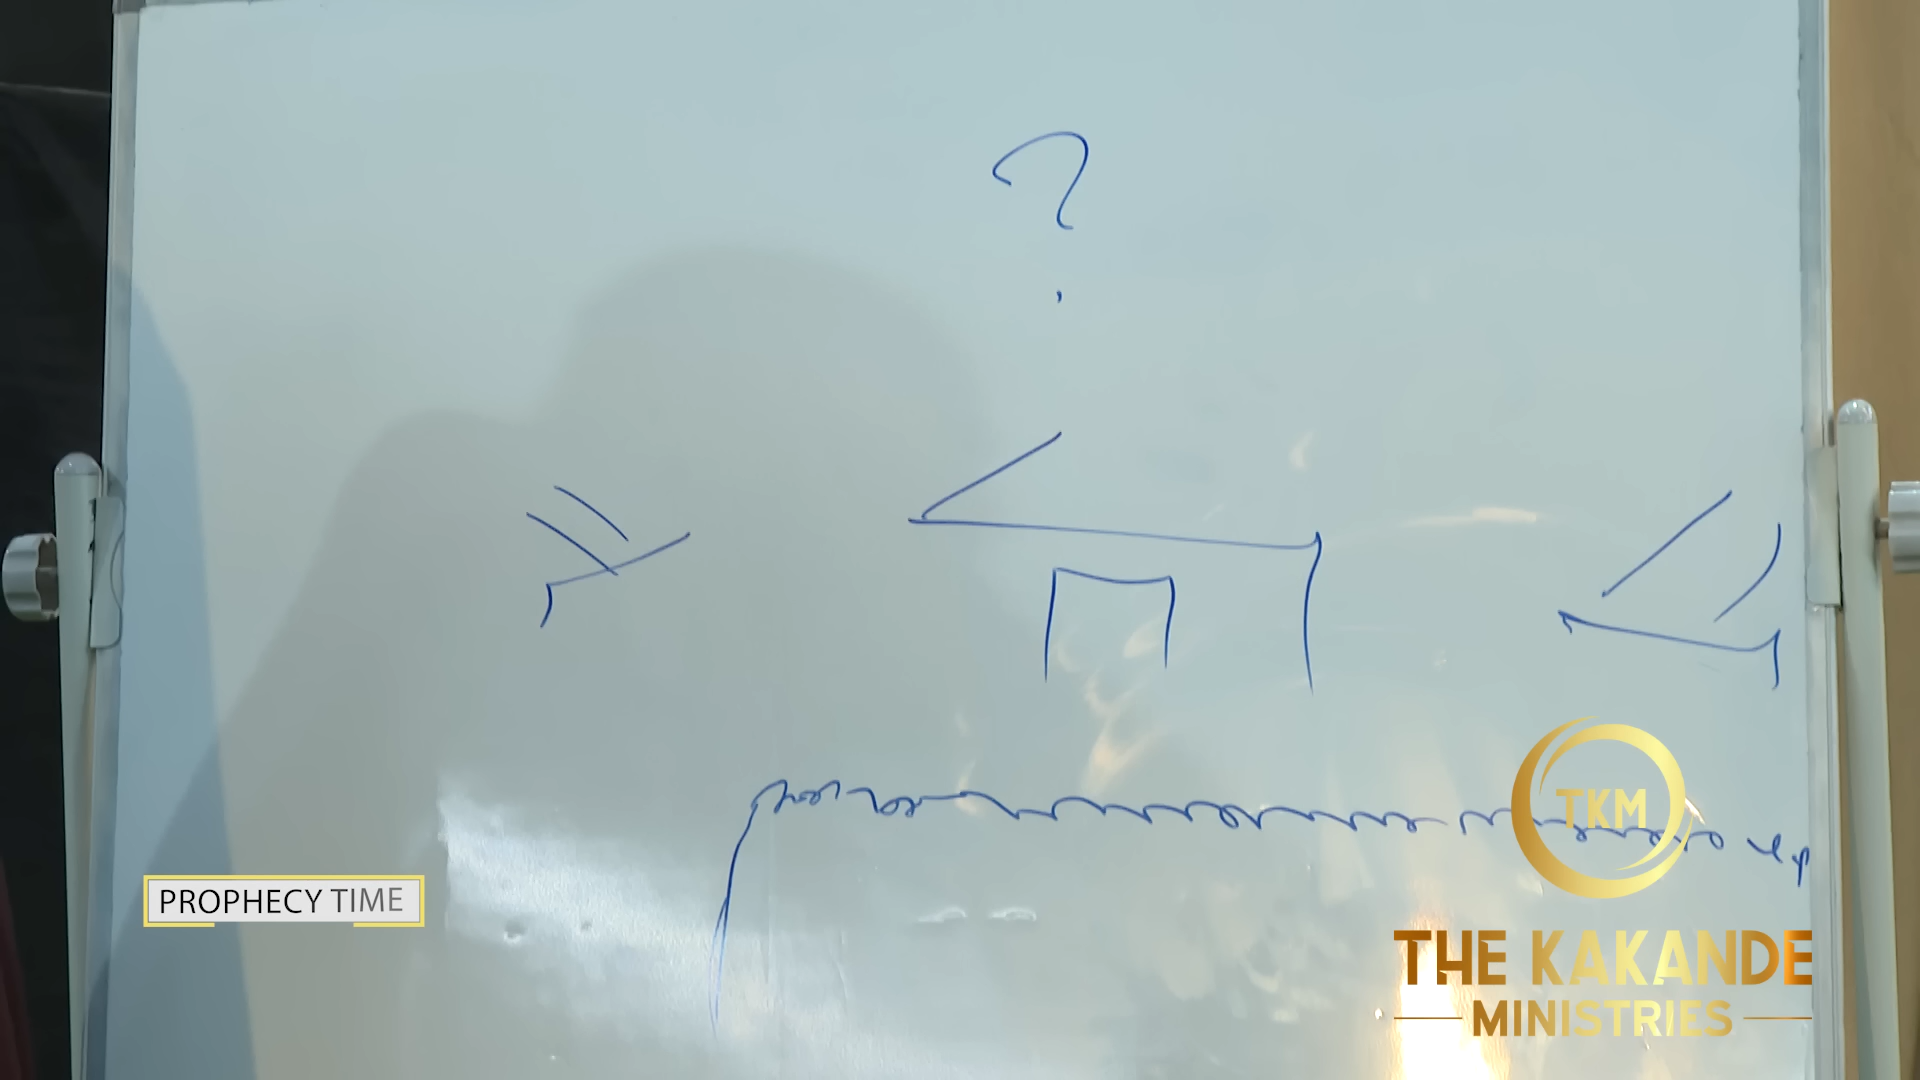 ?
PROPHECY TIME
TKM
THE KAKANDE
MINISTRIES